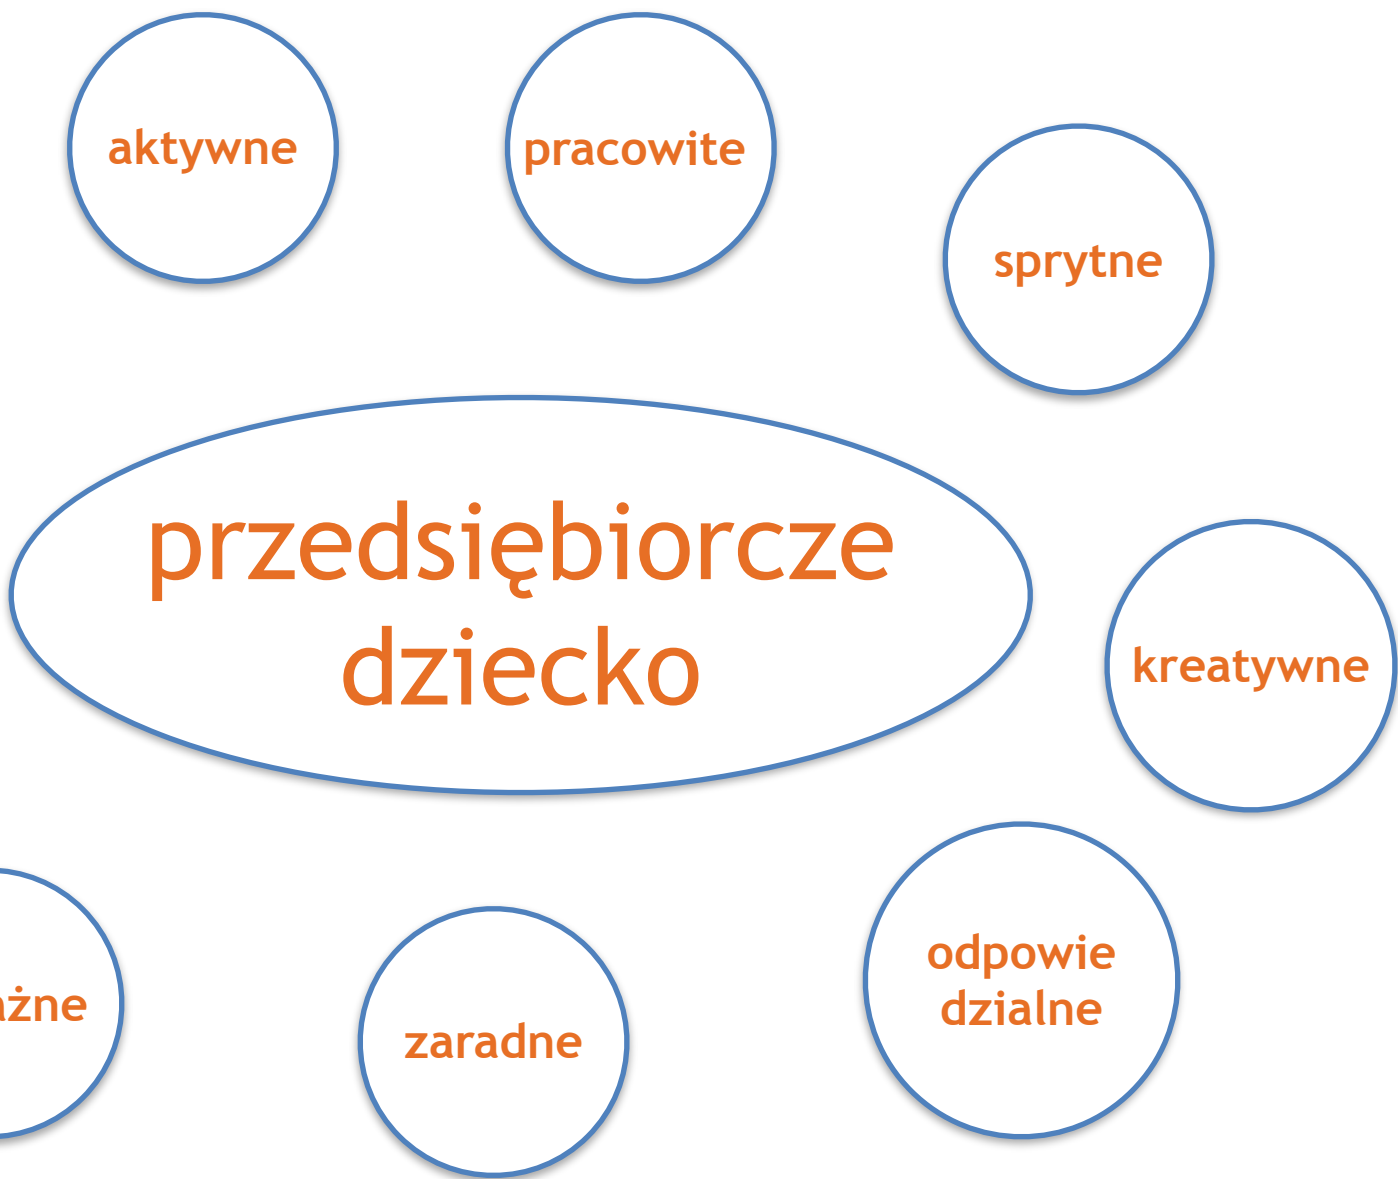 aktywne
pracowite
sprytne
przedsiębiorcze
dziecko
kreatywne
odpowie
dzialne
zaradne